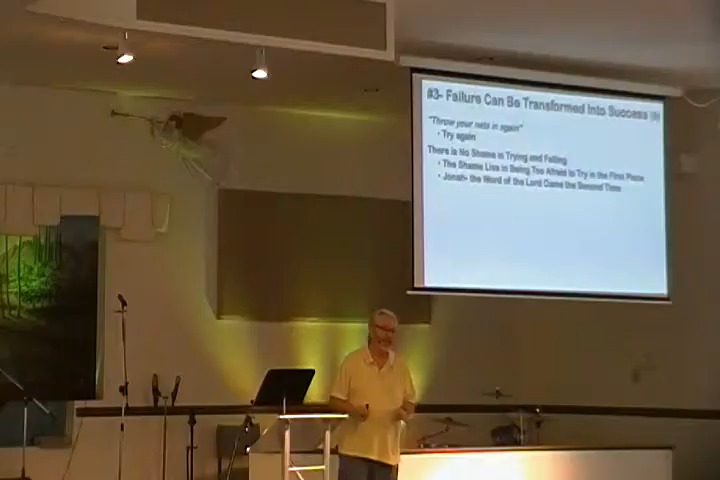 #3- Failure Can Be Transformed Into Success (6)
"Throw your nets in again"
• Try again
There is No Shame is Trying and Failing
• The Shame Lies in Being Too Afraid to Try in the First Place
• Jonah- the Word of the Lord Came the Second Time